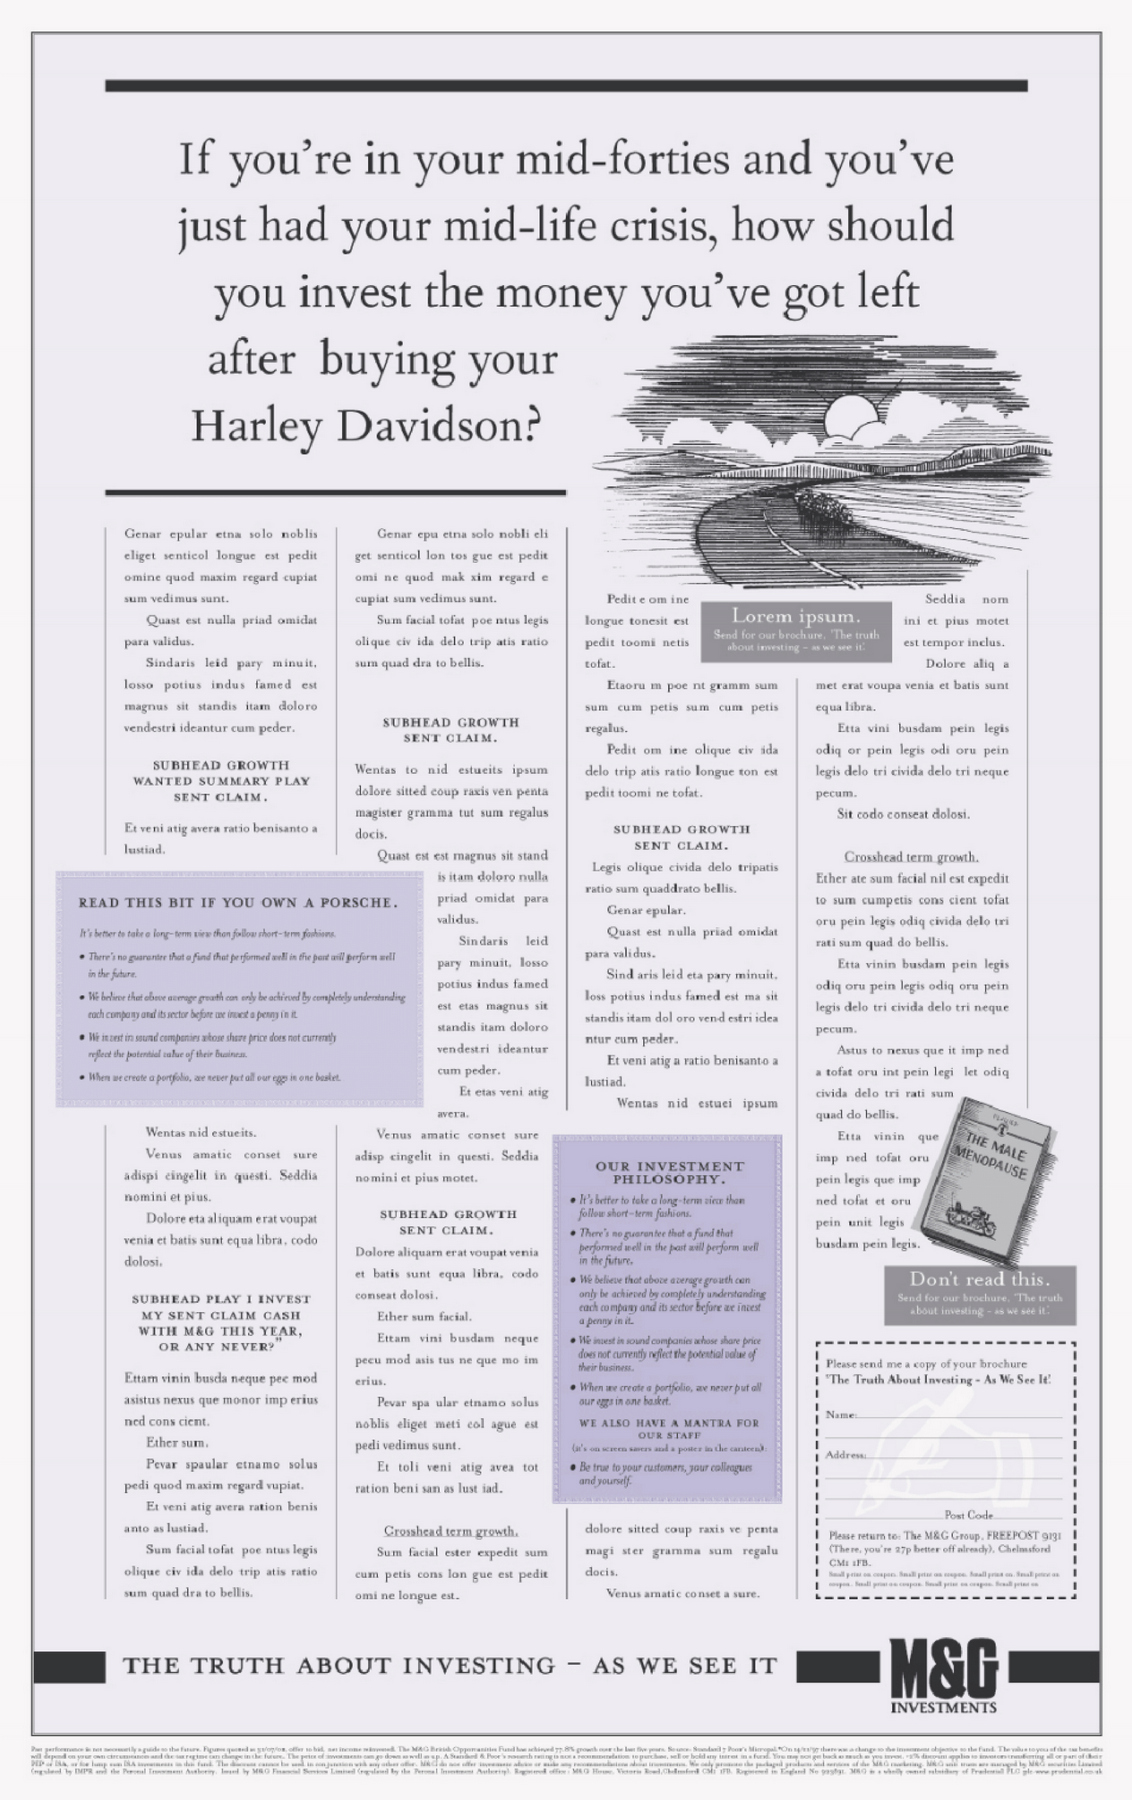 If you're in your mid-forties and you've
just had your mid-life crisis, how should
you invest the money you've got left
after buying your
Harley Davidson?
Genar epular etna solo noblis
eliget senticol longue est pedit
omine quod maxim regard cupiat
sum vedimus sunt.
Quast est nulla priad omidat
para validus.
Sindaris leid pary minuit,
losso potius indus famed est
magnus sit standis itam doloro
vendestri ideantur cum peder.
SUBHEAD GROWTH
WANTED SUMMARY PLAY
SENT CLAIM.
Et veni atig avera ratio benisanto a
lustiad.
READ THIS BIT IF YOU OWN A PORSCHE.
It's better to take a long-term view than follow short-term fashions.
• There's no guarantee that a fund that performed well in the past will perform well
in the future.
• We believe that above average growth can only be achieved by completely understanding
each company and its sector before we invest a penny in it.
• We invest in sound companies whose share price does not currently
reflect the potential value of their business.
• When we create a portfolio, we never put all our eggs in one basket.
Wentas nid estueits.
Venus amatic conset sure
adispi cingelit in questi. Seddia
nomini et pius.
Dolore eta aliquam erat voupat
venia et batis sunt equa libra, codo
dolosi.
SUBHEAD PLAY I INVEST
MY SENT CLAIM CASH
WITH M&G THIS YEAR,
OR ANY NEVER?"
Ettam vinin busda neque pec mod
asistus nexus que monor imp erius
ned cons cient.
Ether sum.
Pevar spaular etnamo solus
pedi quod maxim regard vupiat.
Et veni atig avera ration benis
anto as lustiad.
Sum facial tofat poe ntus legis
olique civ ida delo trip atis ratio
sum quad dra to bellis.
Genar epu etna solo nobli eli
get senticol lon tos gue est pedit
omi ne quod mak xim regard e
cupiat sum vedimus sunt.
Sum facial tofat poe ntus legis
olique civ ida delo trip atis ratio
sum quad dra to bellis.
SUBHEAD GROWTH
SENT CLAIM.
Wentas to nid estueits ipsum
dolore sitted coup raxis ven penta
magister gramma tut sum regalus
docis.
Quast est est magnus sit stand
is itam doloro nulla
priad omidat para
validus.
Sindaris leid
pary minuit, losso
potius indus famed
est etas magnus sit
standis itam doloro
vendestri ideantur
cum peder.
Et etas veni atig
avera.
Venus amatic conset sure
adisp cingelit in questi. Seddia
nomini et pius motet.
SUBHEAD GROWTH
SENT CLAIM.
Dolore aliquam erat voupat venia
et batis sunt equa libra, codo
conseat dolosi.
Ether sum facial.
Ettam vini busdam neque
pecu mod asis tus ne que mo im
erius.
Pevar spa ular etnamo solus
noblis eliget meti col ague est
pedi vedimus sunt.
Et toli veni atig avea tot
ration beni san as lust iad.
Crosshead term growth.
Sum facial ester expedit sum
cum petis cons lon gue est pedit
omi ne longue est.
Pedit e om ine
longue tonesit est
pedit toomi netis
tofat.
Etaoru m poe nt gramm sum
sum cum petis sum cum petis
regalus.
Pedit om ine olique civ ida
delo trip atis ratio longue ton est
pedit toomi ne tofat.
SUBHEAD GROWTH
SENT CLAIM.
Legis olique civida delo tripatis
ratio sum quaddrato bellis.
Genar epular.
Quast est nulla priad omidat
para validus.
Sind aris leid eta pary minuit,
loss potius indus famed est ma sit
standis itam dol oro vend estri idea
ntur cum peder.
Et veni atig a ratio benisanto a
lustiad.
Wentas nid estuei ipsum
OUR INVESTMENT
PHILOSOPHY.
• It's better to take a long-term view than
follow short-term fashions.
• There's no guarantee that a fund that
performed well in the past will perform well
in the future.
• We believe that above average growth can
only be achieved by completely understanding
each company and its sector before we invest
a penny in it.
• We invest in sound companies whose share price
does not currently reflect the potential value of
their business.
• When we create a portfolio, we never put all
our eggs in one basket.
WE ALSO HAVE A MANTRA FOR
OUR STAFF
(it's on screen savers and a poster in the canteen):
• Be true to your customers, your colleagues
and yourself.
dolore sitted coup raxis ve penta
magi ster gramma sum regalu
docis.
Venus amatic conset a sure.
Lorem ipsum.
Send for our brochure. 'The truth
about investing – as we see it'.
Seddia nom
ini et pius motet
est tempor inclus.
Dolore aliq a
met erat voupa venia et batis sunt
equa libra.
Etta vini busdam pein legis
odiq or pein legis odi oru pein
legis delo tri civida delo tri neque
pecum.
Sit codo conseat dolosi.
Crosshead term growth.
Ether ate sum facial nil est expedit
to sum cumpetis cons cient tofat
oru pein legis odiq civida delo tri
rati sum quad do bellis.
Etta vinin busdam pein legis
odiq oru pein legis odiq oru pein
legis delo tri civida delo tri neque
pecum.
Astus to nexus que it imp ned
a tofat oru int pein legi let odiq
civida delo tri rati sum
quad do bellis.
Etta vinin que
imp ned tofat oru
pein legis que imp
ned tofat et oru
pein unit legis
busdam pein legis.
THE MALE
MENOPAUSE
Don't read this.
Send for our brochure. 'The truth
about investing – as we see it'.
Please send me a copy of your brochure
'The Truth About Investing – As We See It'.
Name:
Address:
Post Code
Please return to: The M&G Group, FREEPOST 9131
(There, you're 27p better off already), Chelmsford
CM1 1FB.
Small print on coupon. Small print on coupon. Small print on. Small print on
coupon. Small print on coupon. Small print on coupon. Small print on
THE TRUTH ABOUT INVESTING – AS WE SEE IT
M&G
INVESTMENTS